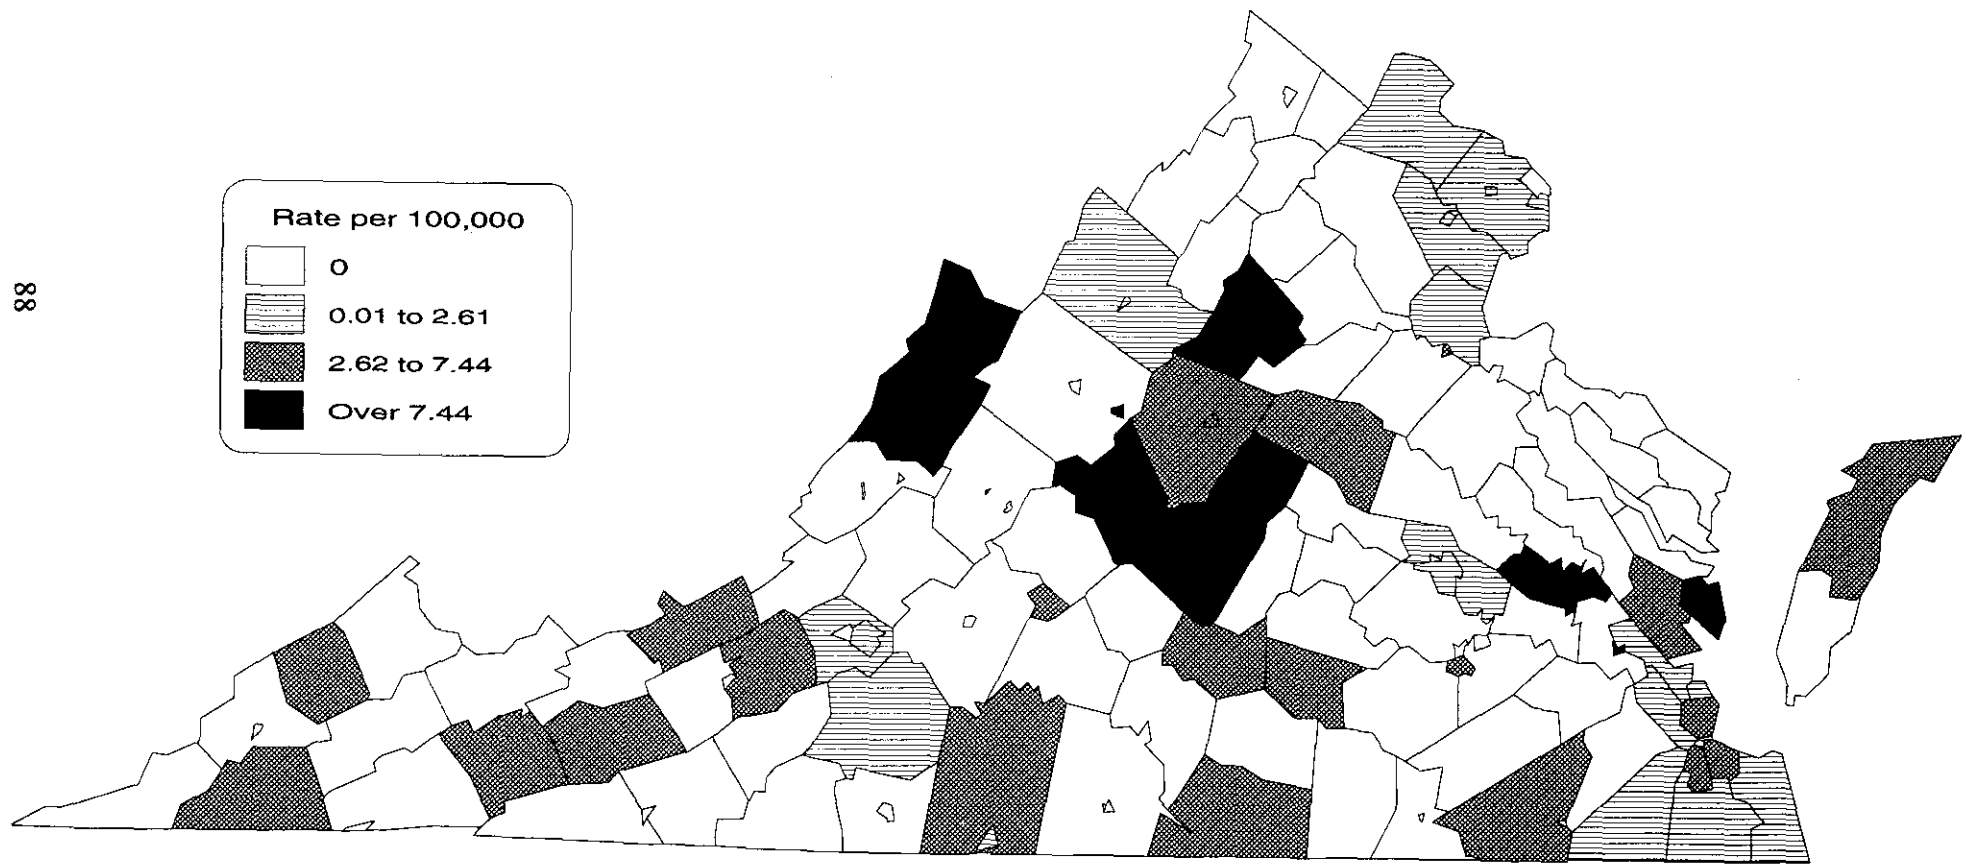 88
Rate per 100,000
0
0.01 to 2.61
2.62 to 7.44
Over 7.44